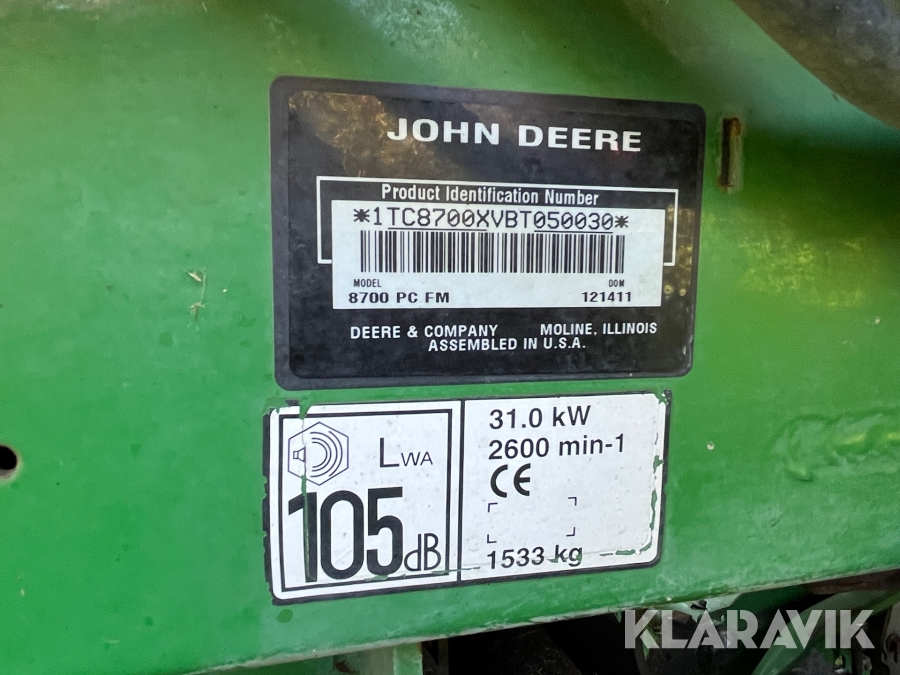 JOHN DEERE
Product Identification Number
*1TC8700XVBT050030*
MODEL DOM
8700 PC FM 121411
DEERE & COMPANY MOLINE, ILLINOIS
ASSEMBLED IN U.S.A.
LWA
105dB
31.0 kW
2600 min-1
CE
1533 kg
KLARAVIK